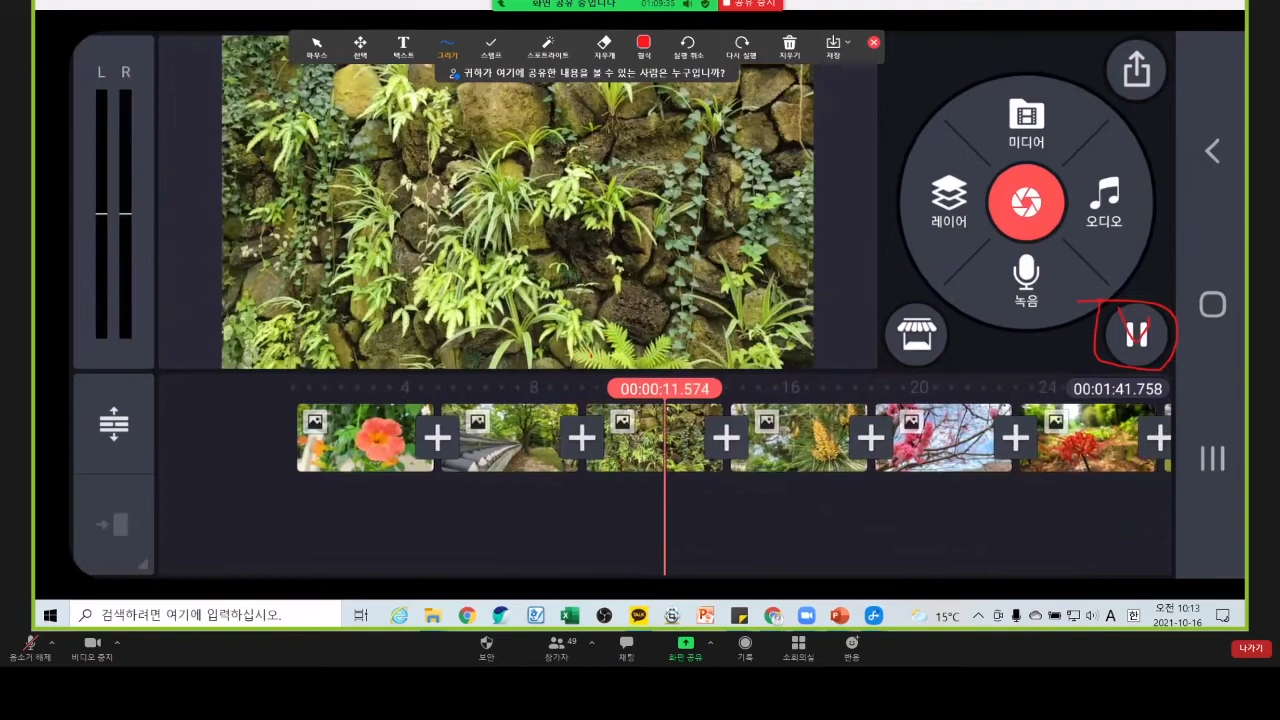 화면 공유 중입니다 01:09:35 공유 중지
마우스 선택 텍스트 그리기 스탬프 스포트라이트 지우개 형식 실행 취소 다시 실행 지우기 저장
귀하가 여기에 공유한 내용을 볼 수 있는 사람은 누구입니까?
L R
미디어
레이어 오디오
녹음
4 8 00:00:11.574 16 20 24 00:01:41.758
검색하려면 여기에 입력하십시오.
TALK
15°C A 한
오전 10:13
2021-10-16
음소거 해제 비디오 중지 보안 참가자 49 채팅 화면 공유 기록 소회의실 반응 나가기